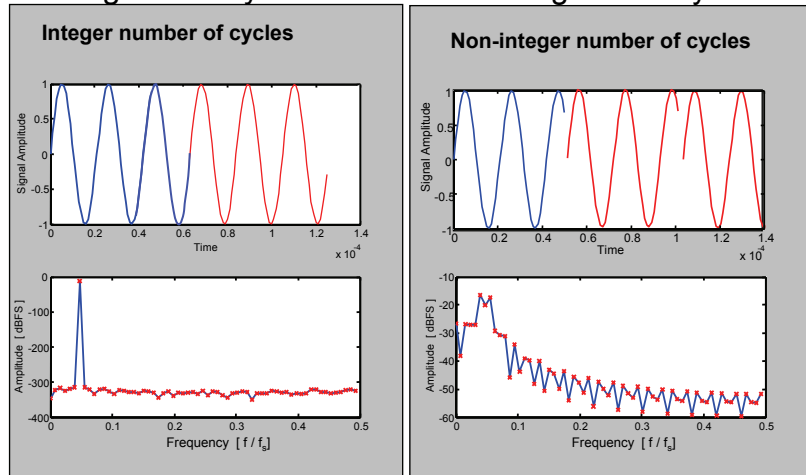 Integer number of cycles
Signal Amplitude
1
0.5
0
-0.5
-1
0 0.2 0.4 0.6 0.8 1 1.2 1.4
Time
x 10-4
Amplitude [ dBFS ]
0
-100
-200
-300
-400
0 0.1 0.2 0.3 0.4 0.5
Frequency [ f / fs]
Non-integer number of cycles
Signal Amplitude
1
0.5
0
-0.5
-1
0 0.2 0.4 0.6 0.8 1 1.2 1.4
Time
x 10-4
Amplitude [ dBFS ]
-10
-20
-30
-40
-50
-60
0 0.1 0.2 0.3 0.4 0.5
Frequency [ f / fs]